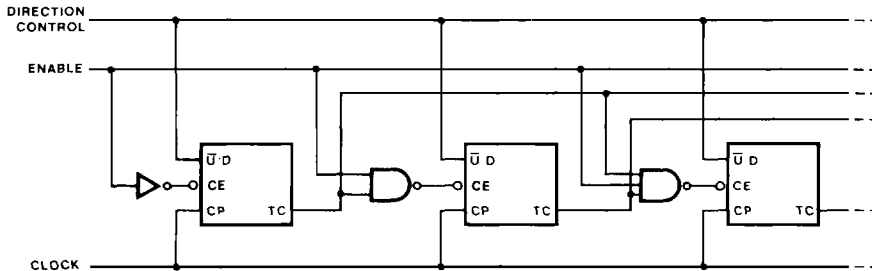 DIRECTION
CONTROL
ENABLE
U̅ D
CE
CP TC
U̅ D
CE
CP TC
U̅ D
CE
CP TC
CLOCK